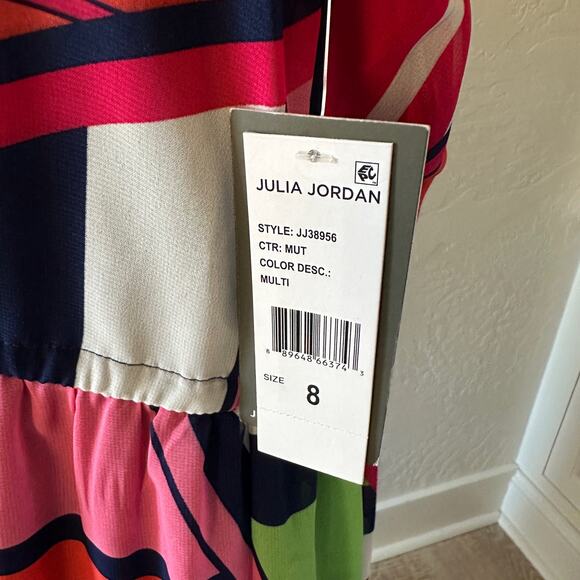 JULIA JORDAN
STYLE: JJ38956
CTR: MUT
COLOR DESC.:
MULTI
8 89648 66374 3
SIZE 8
J